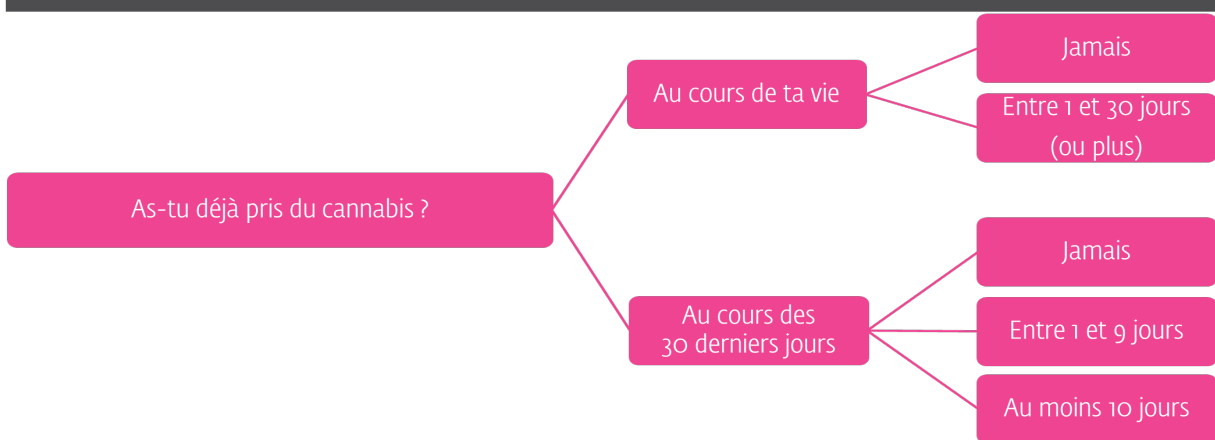 As-tu déjà pris du cannabis ?
Au cours de ta vie
Jamais
Entre 1 et 30 jours
(ou plus)
Au cours des
30 derniers jours
Jamais
Entre 1 et 9 jours
Au moins 10 jours